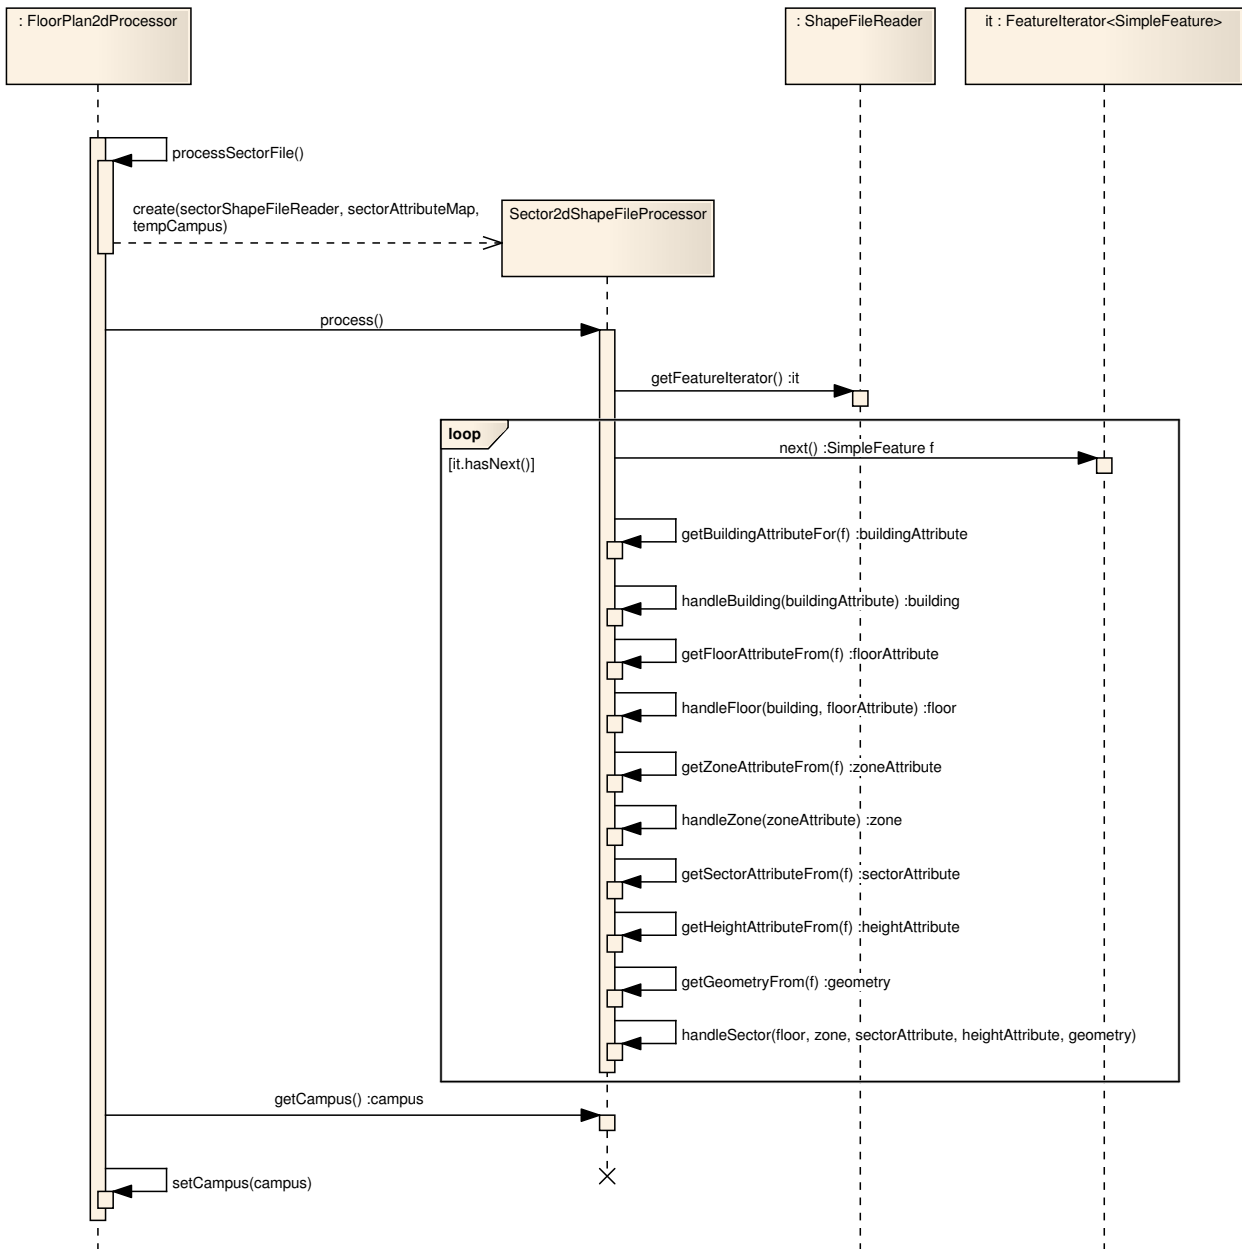 : FloorPlan2dProcessor
: ShapeFileReader
it : FeatureIterator<SimpleFeature>
processSectorFile()
create(sectorShapeFileReader, sectorAttributeMap,
tempCampus)
Sector2dShapeFileProcessor
process()
getFeatureIterator() :it
loop
next() :SimpleFeature f
[it.hasNext()]
getBuildingAttributeFor(f) :buildingAttribute
handleBuilding(buildingAttribute) :building
getFloorAttributeFrom(f) :floorAttribute
handleFloor(building, floorAttribute) :floor
getZoneAttributeFrom(f) :zoneAttribute
handleZone(zoneAttribute) :zone
getSectorAttributeFrom(f) :sectorAttribute
getHeightAttributeFrom(f) :heightAttribute
getGeometryFrom(f) :geometry
handleSector(floor, zone, sectorAttribute, heightAttribute, geometry)
getCampus() :campus
setCampus(campus)